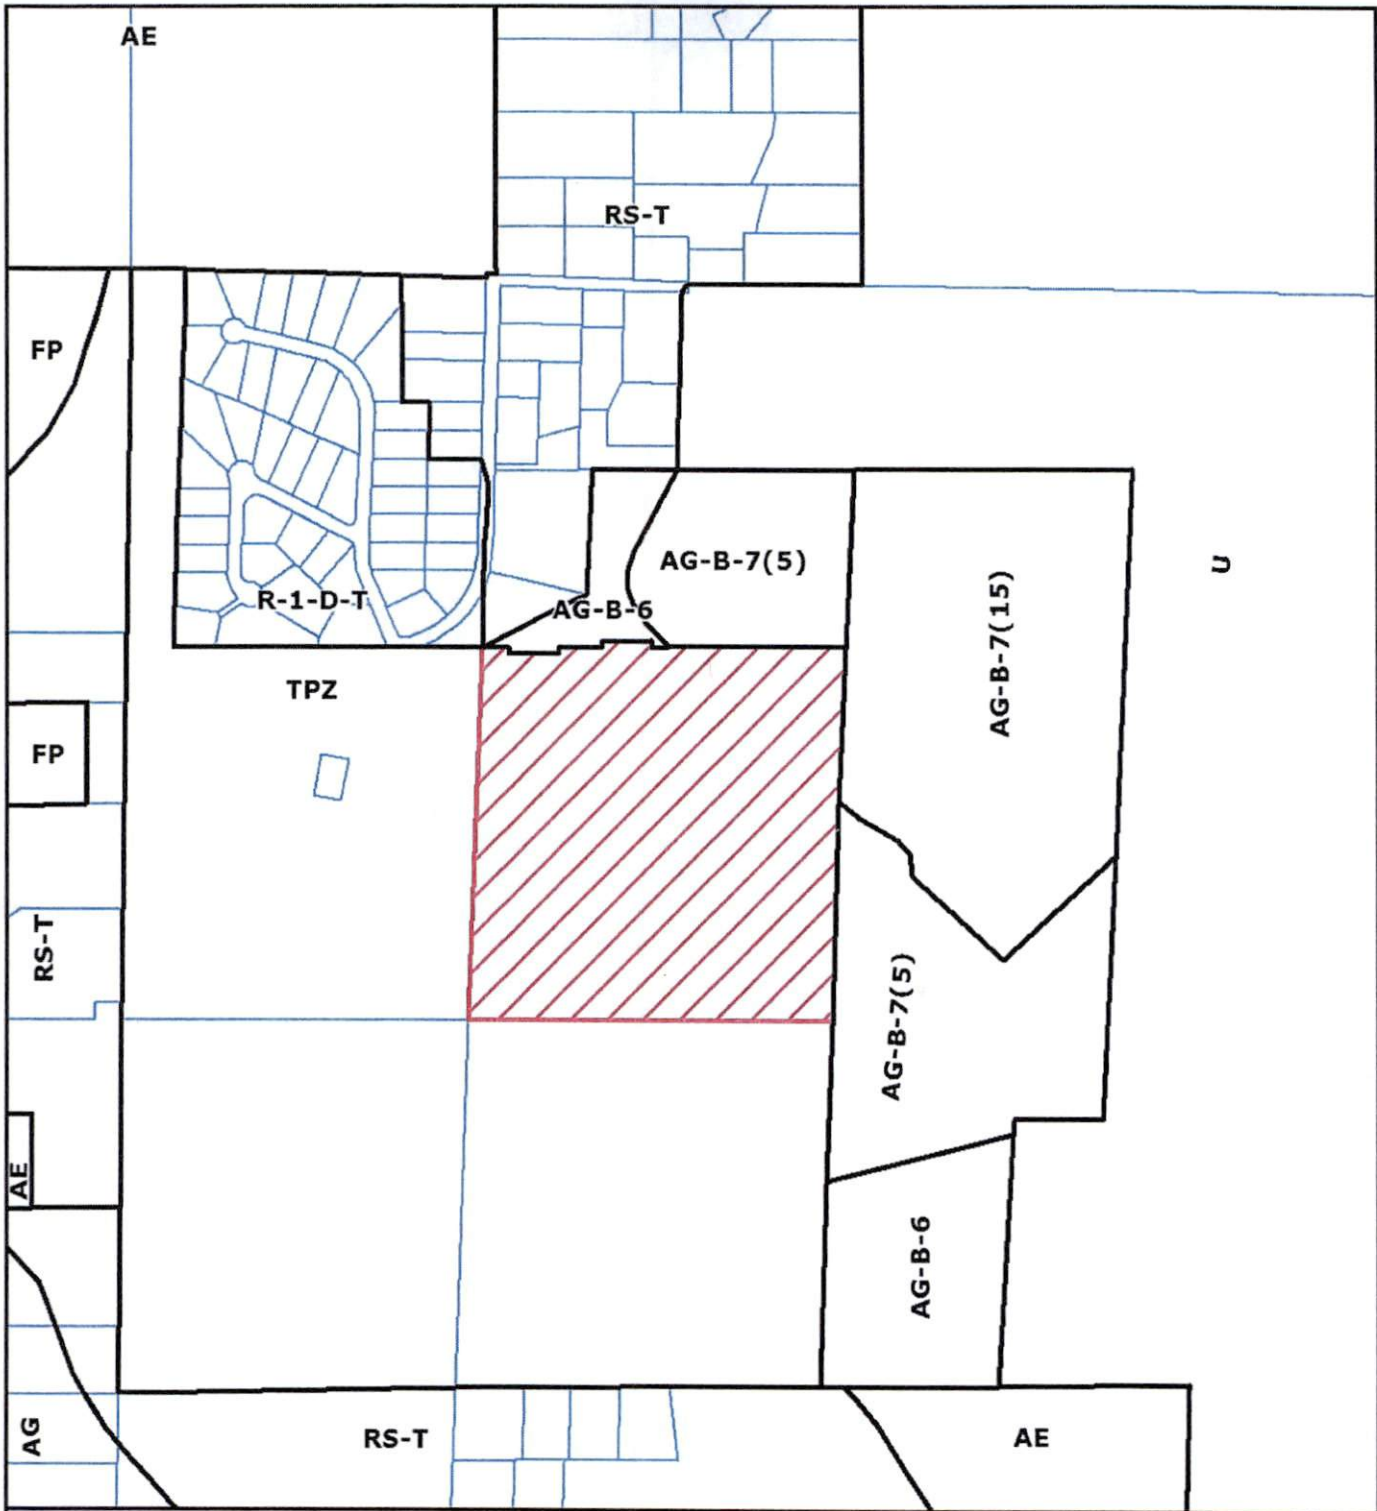 AE
RS-T
FP
AG-B-7(5)
U
R-1-D-T
AG-B-6
AG-B-7(15)
TPZ
FP
RS-T
AG-B-7(5)
AE
AG-B-6
AG
RS-T
AE